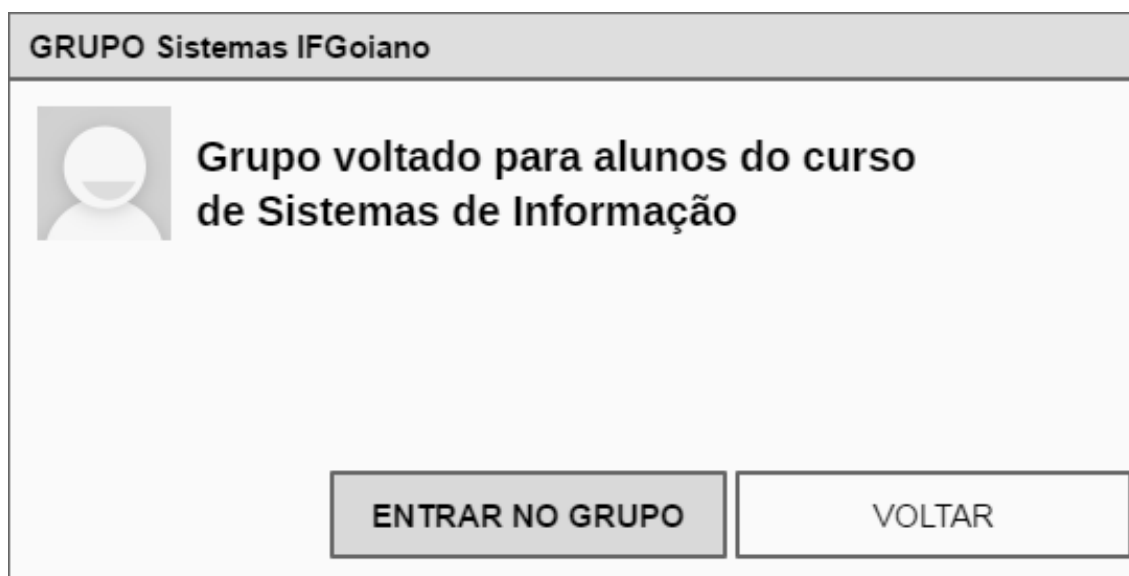 GRUPO Sistemas IFGoiano
Grupo voltado para alunos do curso
de Sistemas de Informação
ENTRAR NO GRUPO
VOLTAR